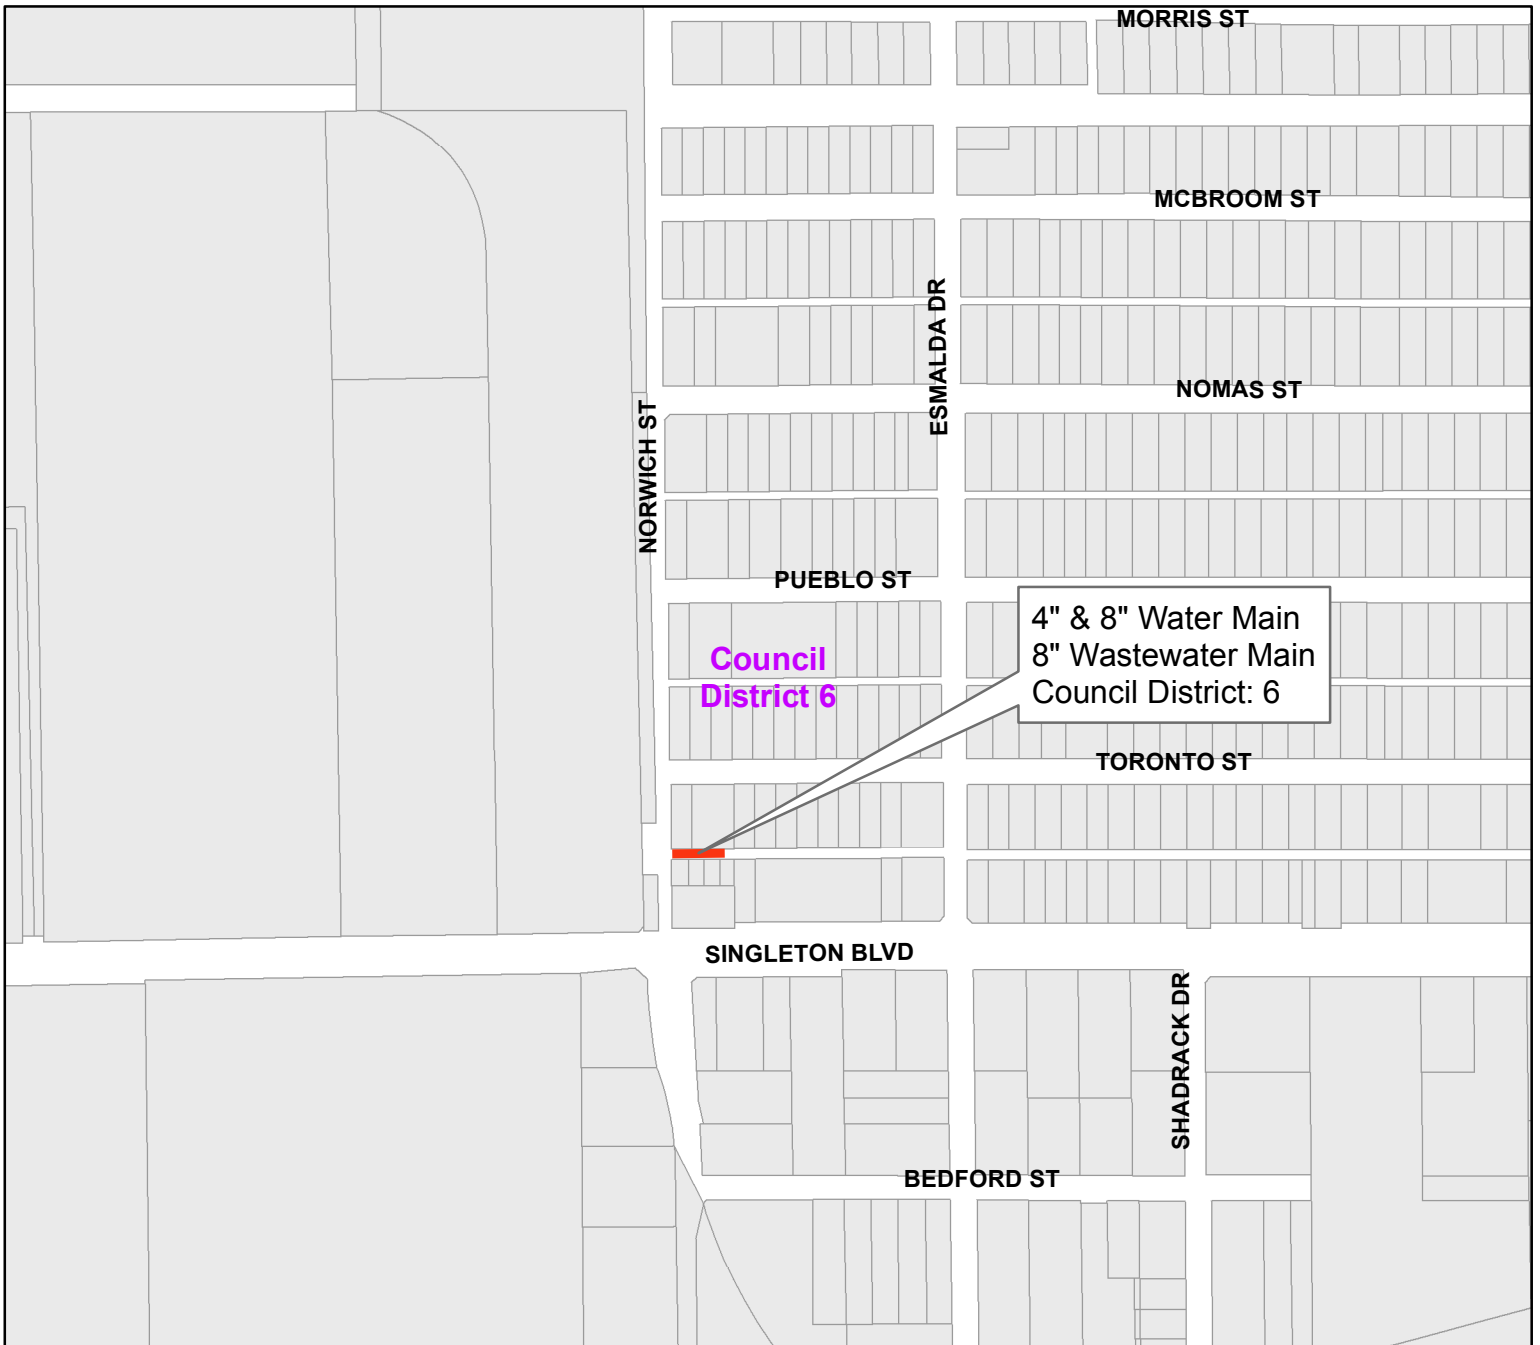 MORRIS ST
MCBROOM ST
ESMALDA DR
NOMAS ST
NORWICH ST
PUEBLO ST
4" & 8" Water Main
8" Wastewater Main
Council District: 6
Council
District 6
TORONTO ST
SINGLETON BLVD
SHADRACK DR
BEDFORD ST